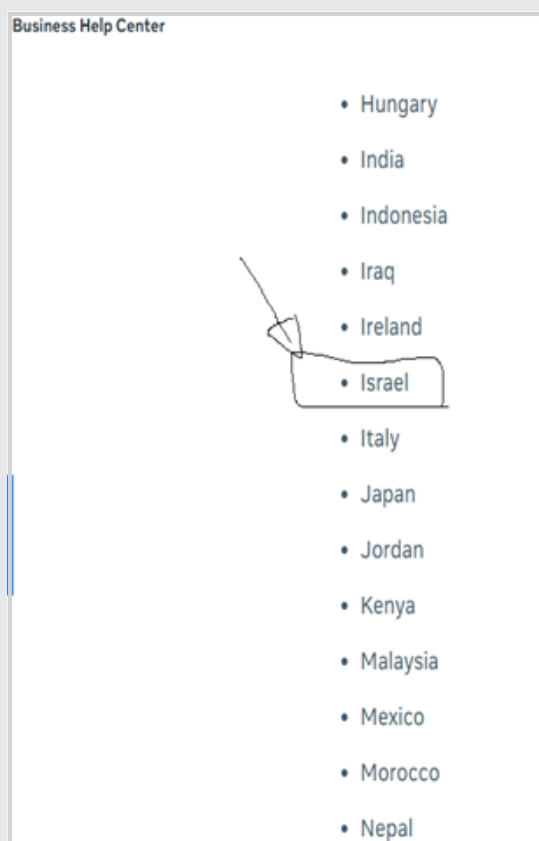 Business Help Center
• Hungary
• India
• Indonesia
• Iraq
• Ireland
• Israel
• Italy
• Japan
• Jordan
• Kenya
• Malaysia
• Mexico
• Morocco
• Nepal